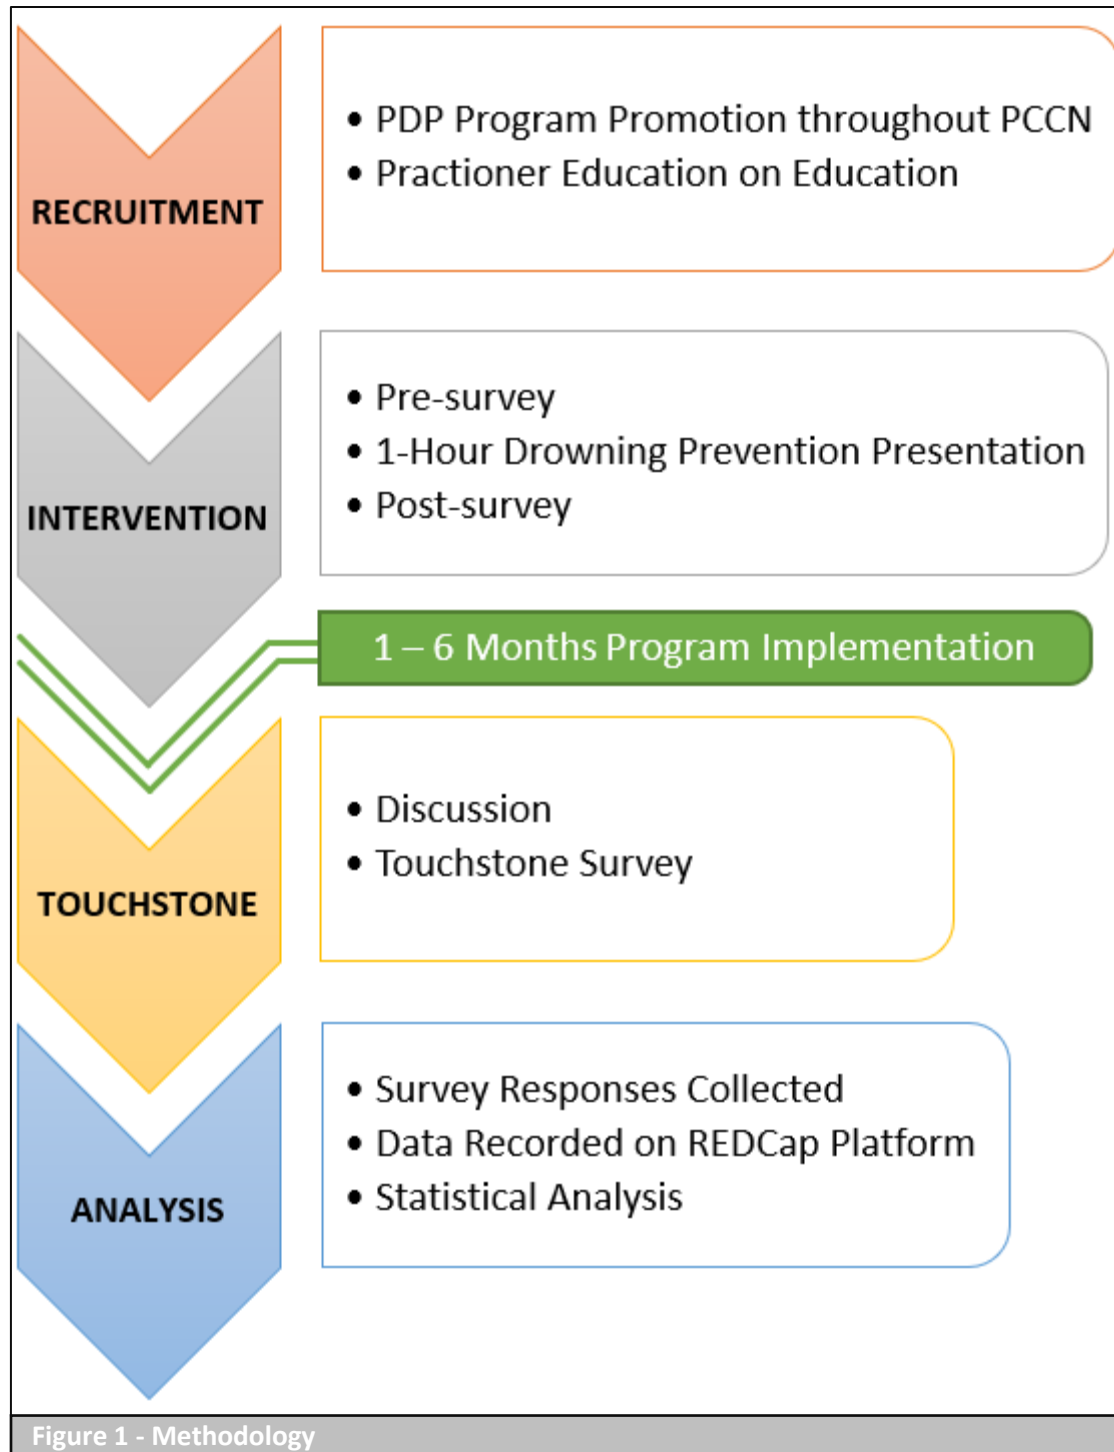 RECRUITMENT
• PDP Program Promotion throughout PCCN
• Practioner Education on Education
INTERVENTION
• Pre-survey
• 1-Hour Drowning Prevention Presentation
• Post-survey
1 – 6 Months Program Implementation
TOUCHSTONE
• Discussion
• Touchstone Survey
ANALYSIS
• Survey Responses Collected
• Data Recorded on REDCap Platform
• Statistical Analysis
Figure 1 - Methodology